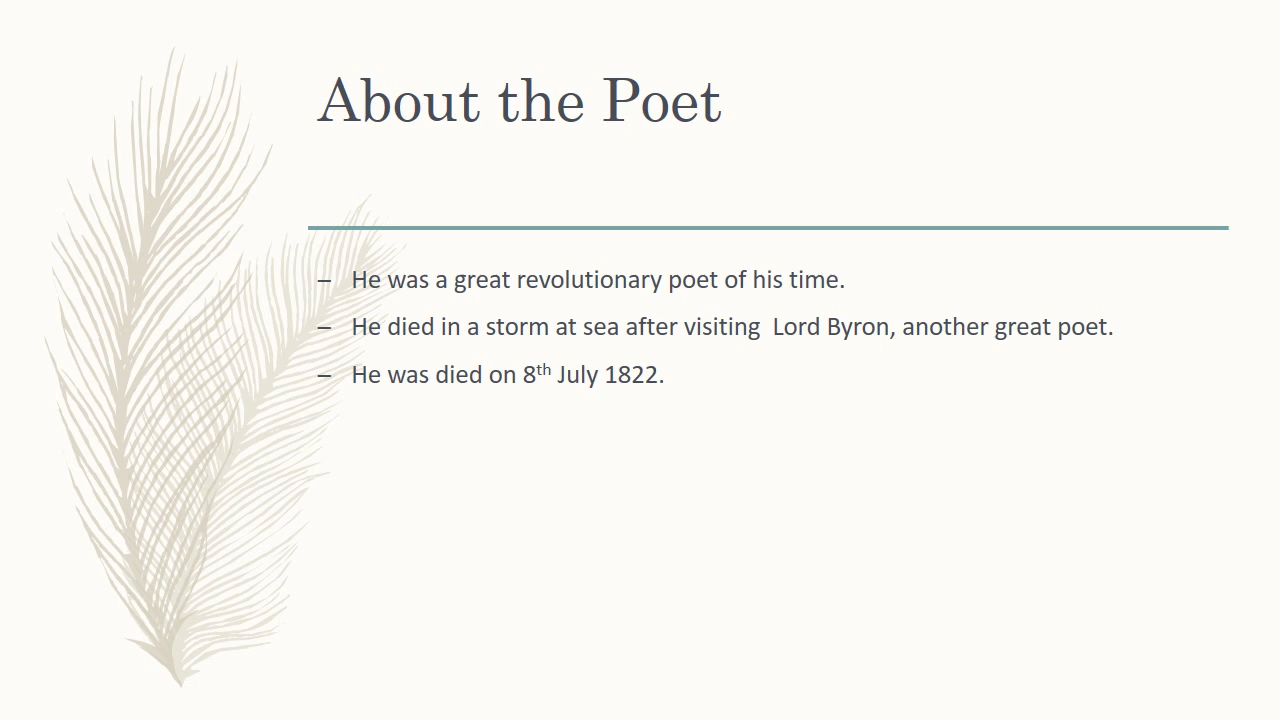 About the Poet
– He was a great revolutionary poet of his time.
– He died in a storm at sea after visiting  Lord Byron, another great poet.
– He was died on 8th July 1822.